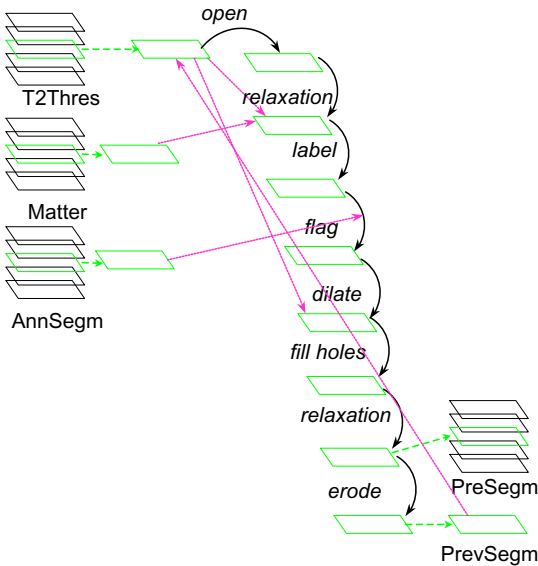 open
T2Thres
relaxation
label
Matter
flag
AnnSegm
dilate
fill holes
relaxation
PreSegm
erode
PrevSegm